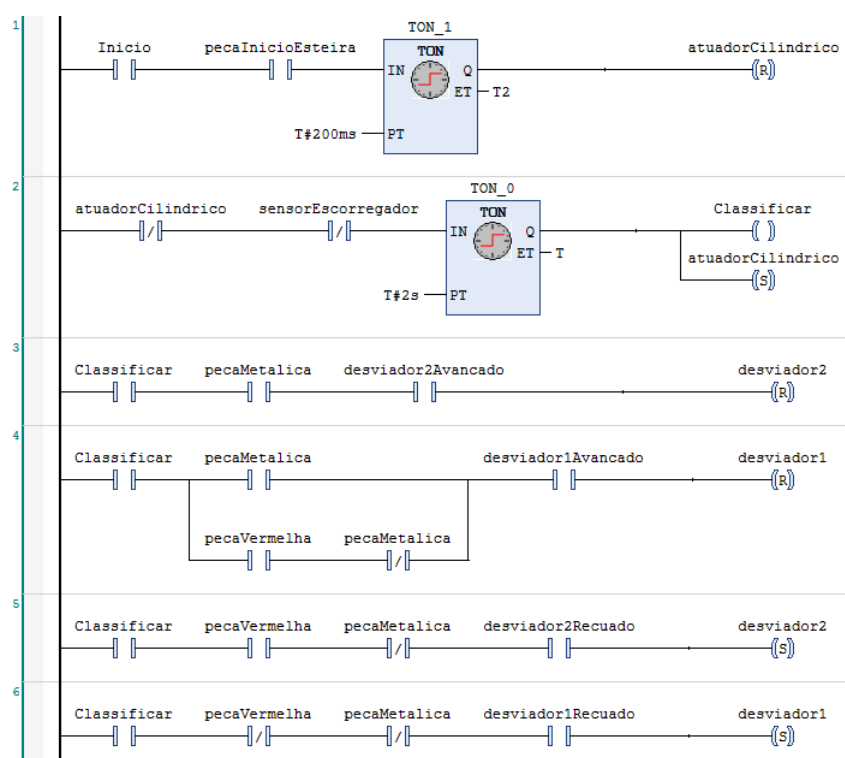 1
TON_1
Inicio pecaInicioEsteira TON atuadorCilindrico
IN Q (R)
ET T2
T#200ms PT
2
TON_0
atuadorCilindrico sensorEscorregador TON Classificar
/ / IN Q ( )
ET T atuadorCilindrico
(S)
T#2s PT
3
Classificar pecaMetalica desviador2Avancado desviador2
(R)
4
Classificar pecaMetalica desviador1Avancado desviador1
(R)
pecaVermelha pecaMetalica
/
5
Classificar pecaVermelha pecaMetalica desviador2Recuado desviador2
/ (S)
6
Classificar pecaVermelha pecaMetalica desviador1Recuado desviador1
/ / (S)